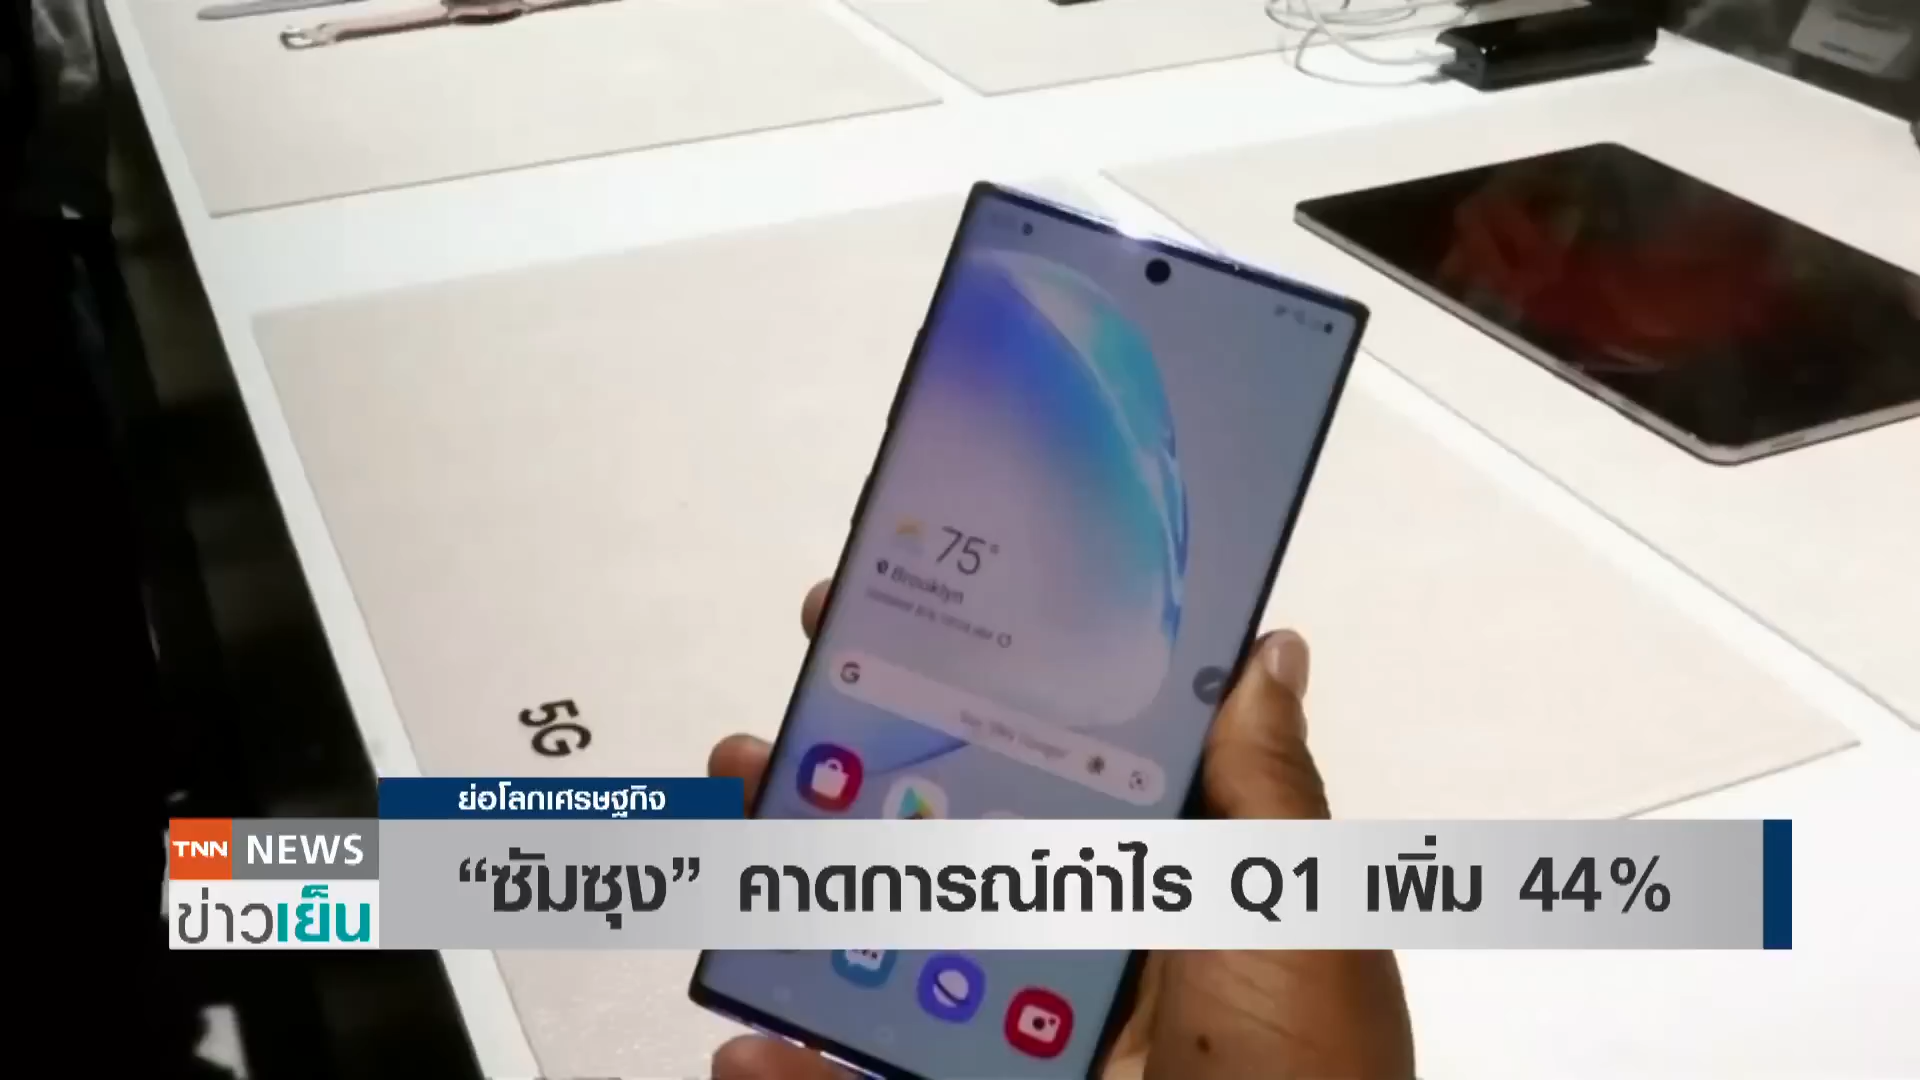 75°
Brooklyn
G
5G
ย่อโลกเศรษฐกิจ
TNN NEWS
ข่าวเย็น
“ซัมซุง” คาดการณ์กำไร Q1 เพิ่ม 44%